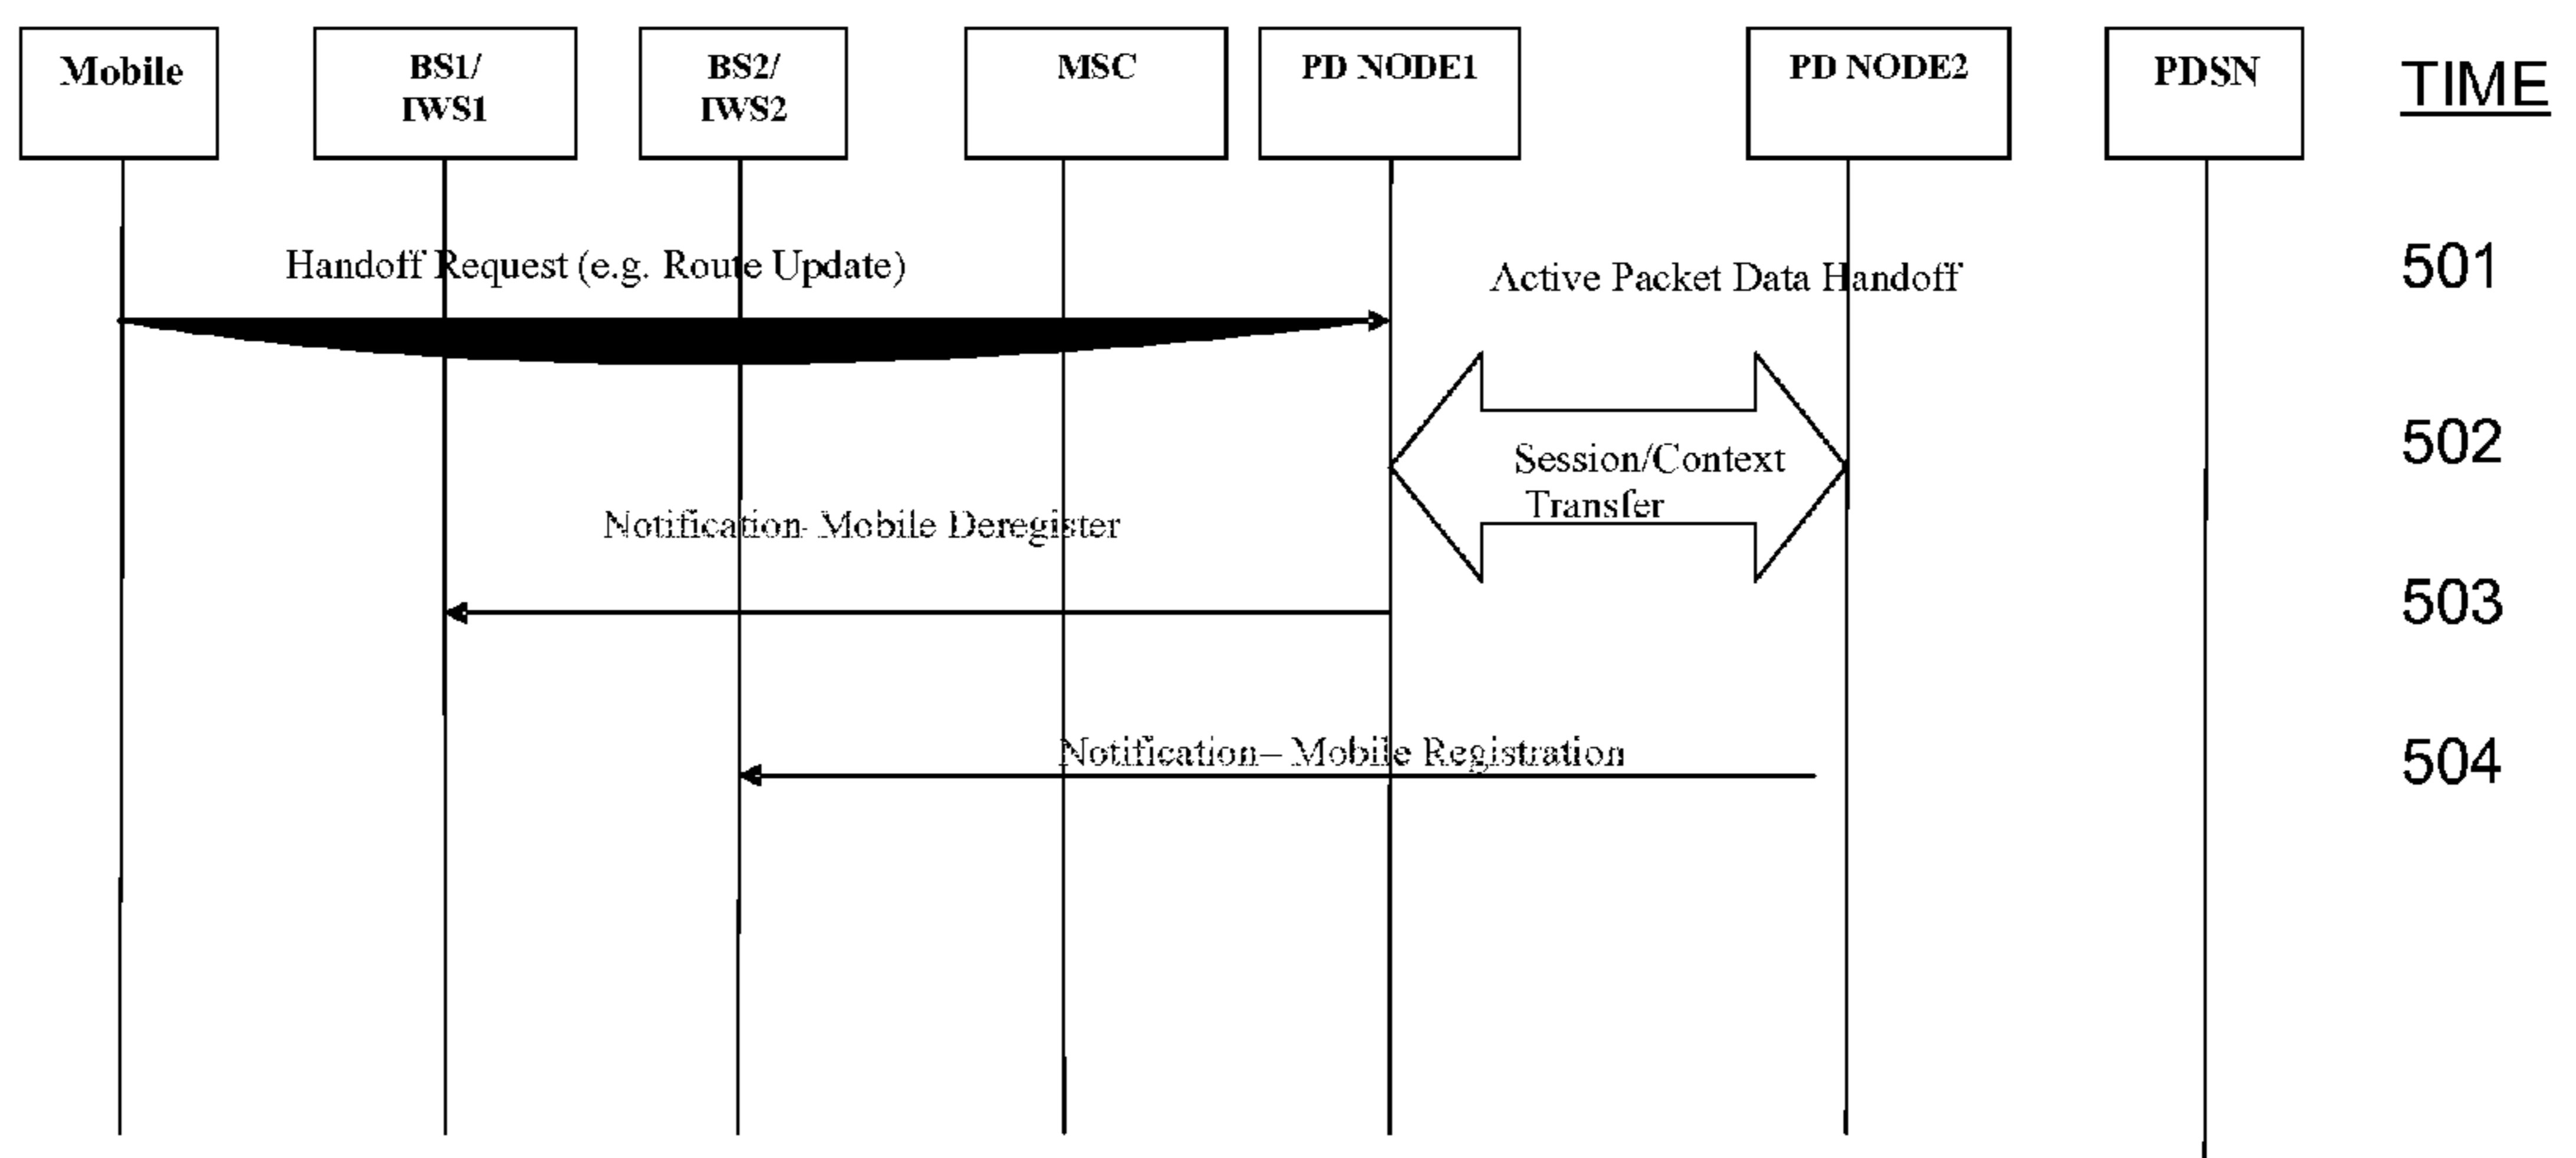 Mobile
BS1/
IWS1
BS2/
IWS2
MSC
PD NODE1
PD NODE2
PDSN
TIME
Handoff Request (e.g. Route Update)
Active Packet Data Handoff
501
Session/Context
Transfer
502
Notification- Mobile Deregister
503
Notification– Mobile Registration
504